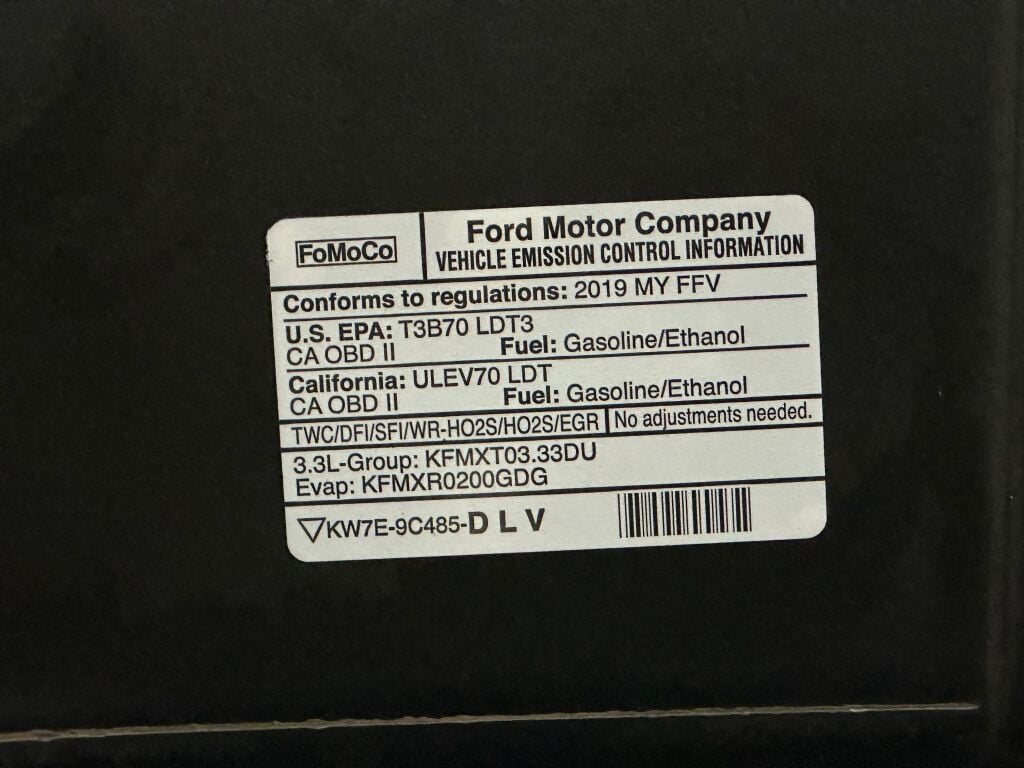 FoMoCo
Ford Motor Company
VEHICLE EMISSION CONTROL INFORMATION
Conforms to regulations: 2019 MY FFV
U.S. EPA: T3B70 LDT3
CA OBD II Fuel: Gasoline/Ethanol
California: ULEV70 LDT
CA OBD II Fuel: Gasoline/Ethanol
TWC/DFI/SFI/WR-HO2S/HO2S/EGR No adjustments needed.
3.3L-Group: KFMXT03.33DU
Evap: KFMXR0200GDG
KW7E-9C485-D L V